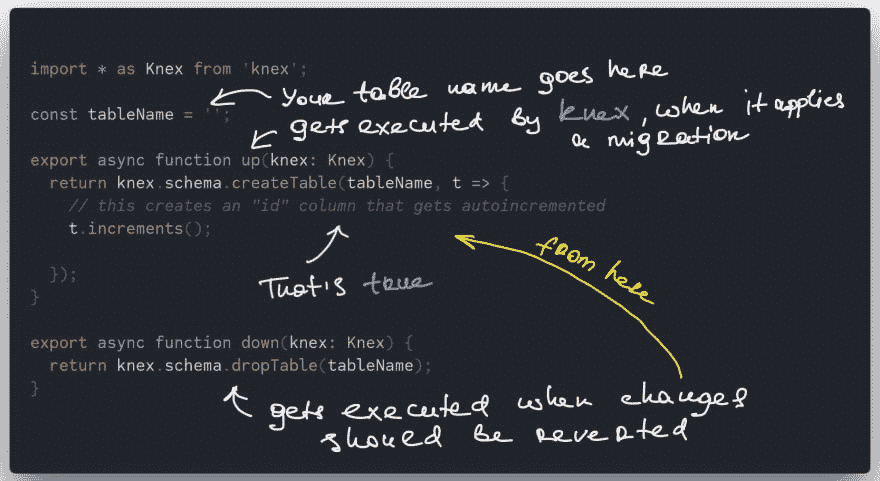 import * as Knex from 'knex';
your table name goes here
const tableName = '';
gets executed by knex, when it applies
a migration
export async function up(knex: Knex) {
return knex.schema.createTable(tableName, t => {
// this creates an "id" column that gets autoincremented
t.increments();
from here
That's true
});
}
export async function down(knex: Knex) {
return knex.schema.dropTable(tableName);
}
gets executed when changes
should be reverted